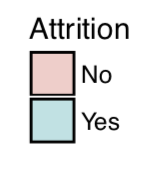 Attrition
No
Yes